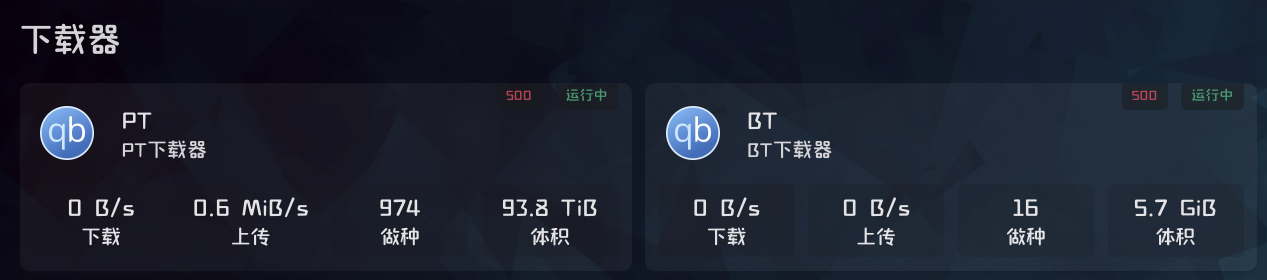 下载器
500 运行中
qb PT
PT下载器
0 B/s 0.6 MiB/s 974 93.8 TiB
下载 上传 做种 体积
500 运行中
qb BT
BT下载器
0 B/s 0 B/s 16 5.7 GiB
下载 上传 做种 体积